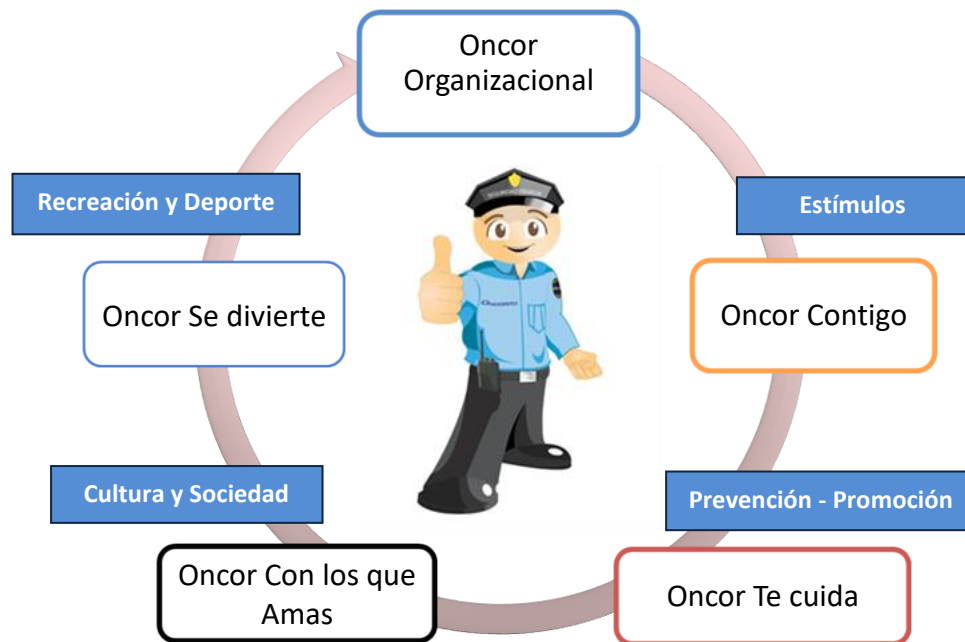 Oncor
Organizacional
Recreación y Deporte
Estímulos
Oncor Se divierte
Oncor Contigo
Cultura y Sociedad
Prevención - Promoción
Oncor Con los que
Amas
Oncor Te cuida